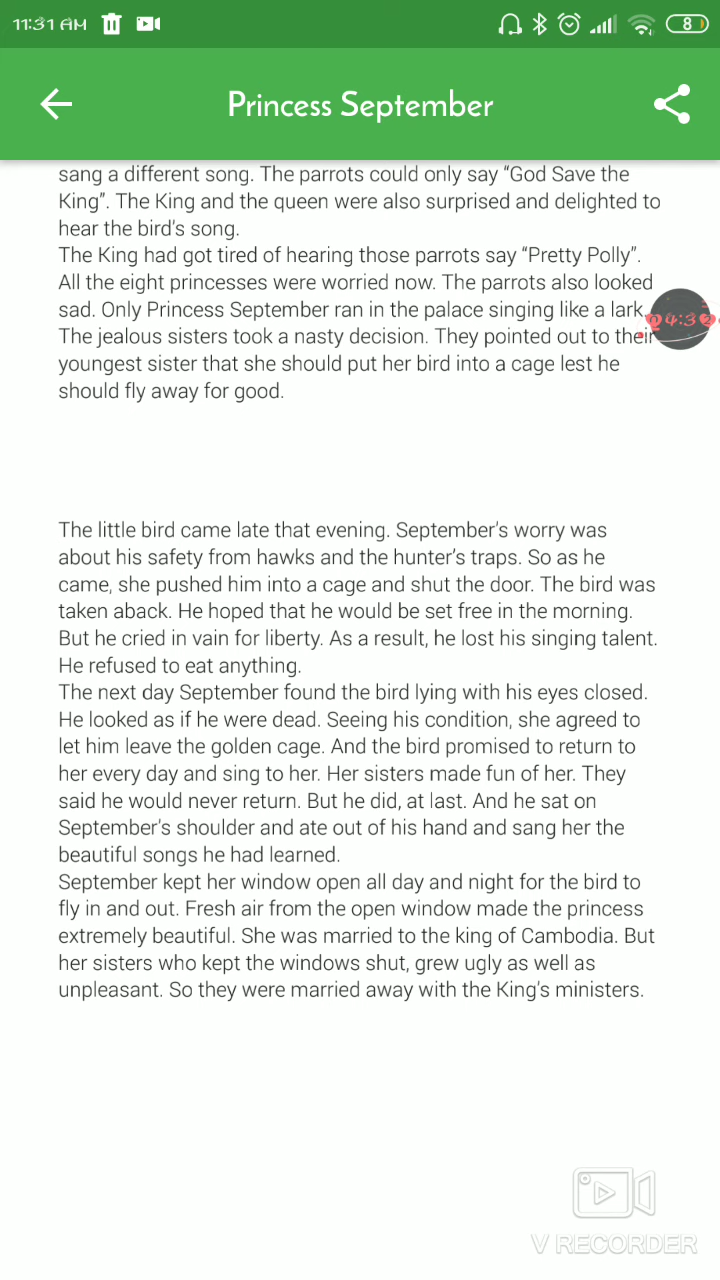 11:31 AM
8
Princess September
sang a different song. The parrots could only say “God Save the
King”. The King and the queen were also surprised and delighted to
hear the bird’s song.
The King had got tired of hearing those parrots say “Pretty Polly”.
All the eight princesses were worried now. The parrots also looked
sad. Only Princess September ran in the palace singing like a lark.
04:32
The jealous sisters took a nasty decision. They pointed out to their
youngest sister that she should put her bird into a cage lest he
should fly away for good.
The little bird came late that evening. September’s worry was
about his safety from hawks and the hunter’s traps. So as he
came, she pushed him into a cage and shut the door. The bird was
taken aback. He hoped that he would be set free in the morning.
But he cried in vain for liberty. As a result, he lost his singing talent.
He refused to eat anything.
The next day September found the bird lying with his eyes closed.
He looked as if he were dead. Seeing his condition, she agreed to
let him leave the golden cage. And the bird promised to return to
her every day and sing to her. Her sisters made fun of her. They
said he would never return. But he did, at last. And he sat on
September’s shoulder and ate out of his hand and sang her the
beautiful songs he had learned.
September kept her window open all day and night for the bird to
fly in and out. Fresh air from the open window made the princess
extremely beautiful. She was married to the king of Cambodia. But
her sisters who kept the windows shut, grew ugly as well as
unpleasant. So they were married away with the King’s ministers.
V RECORDER